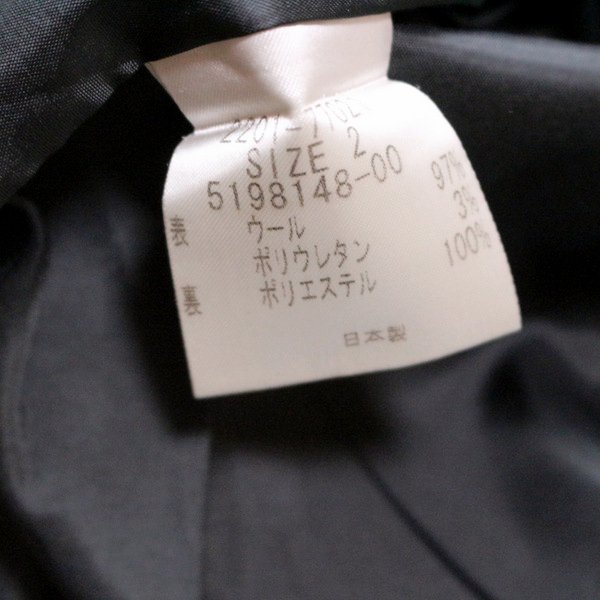 SIZE 2
5198148-00
表 ウール 97%
ポリウレタン 3%
裏 ポリエステル 100%
日本製